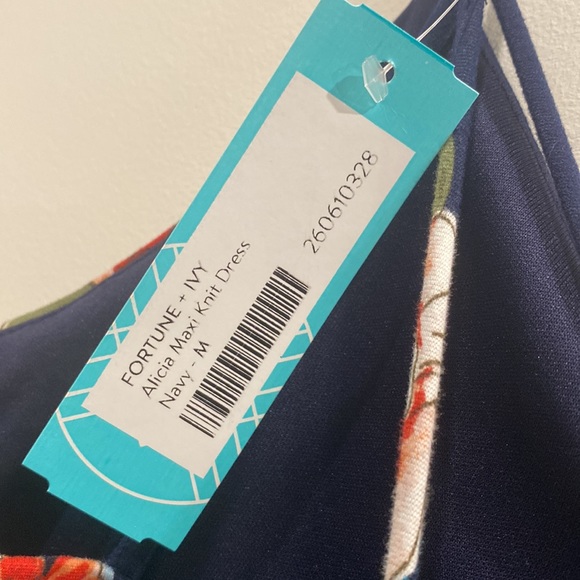 FORTUNE + IVY
Alicia Maxi Knit Dress
Navy - M
260610328